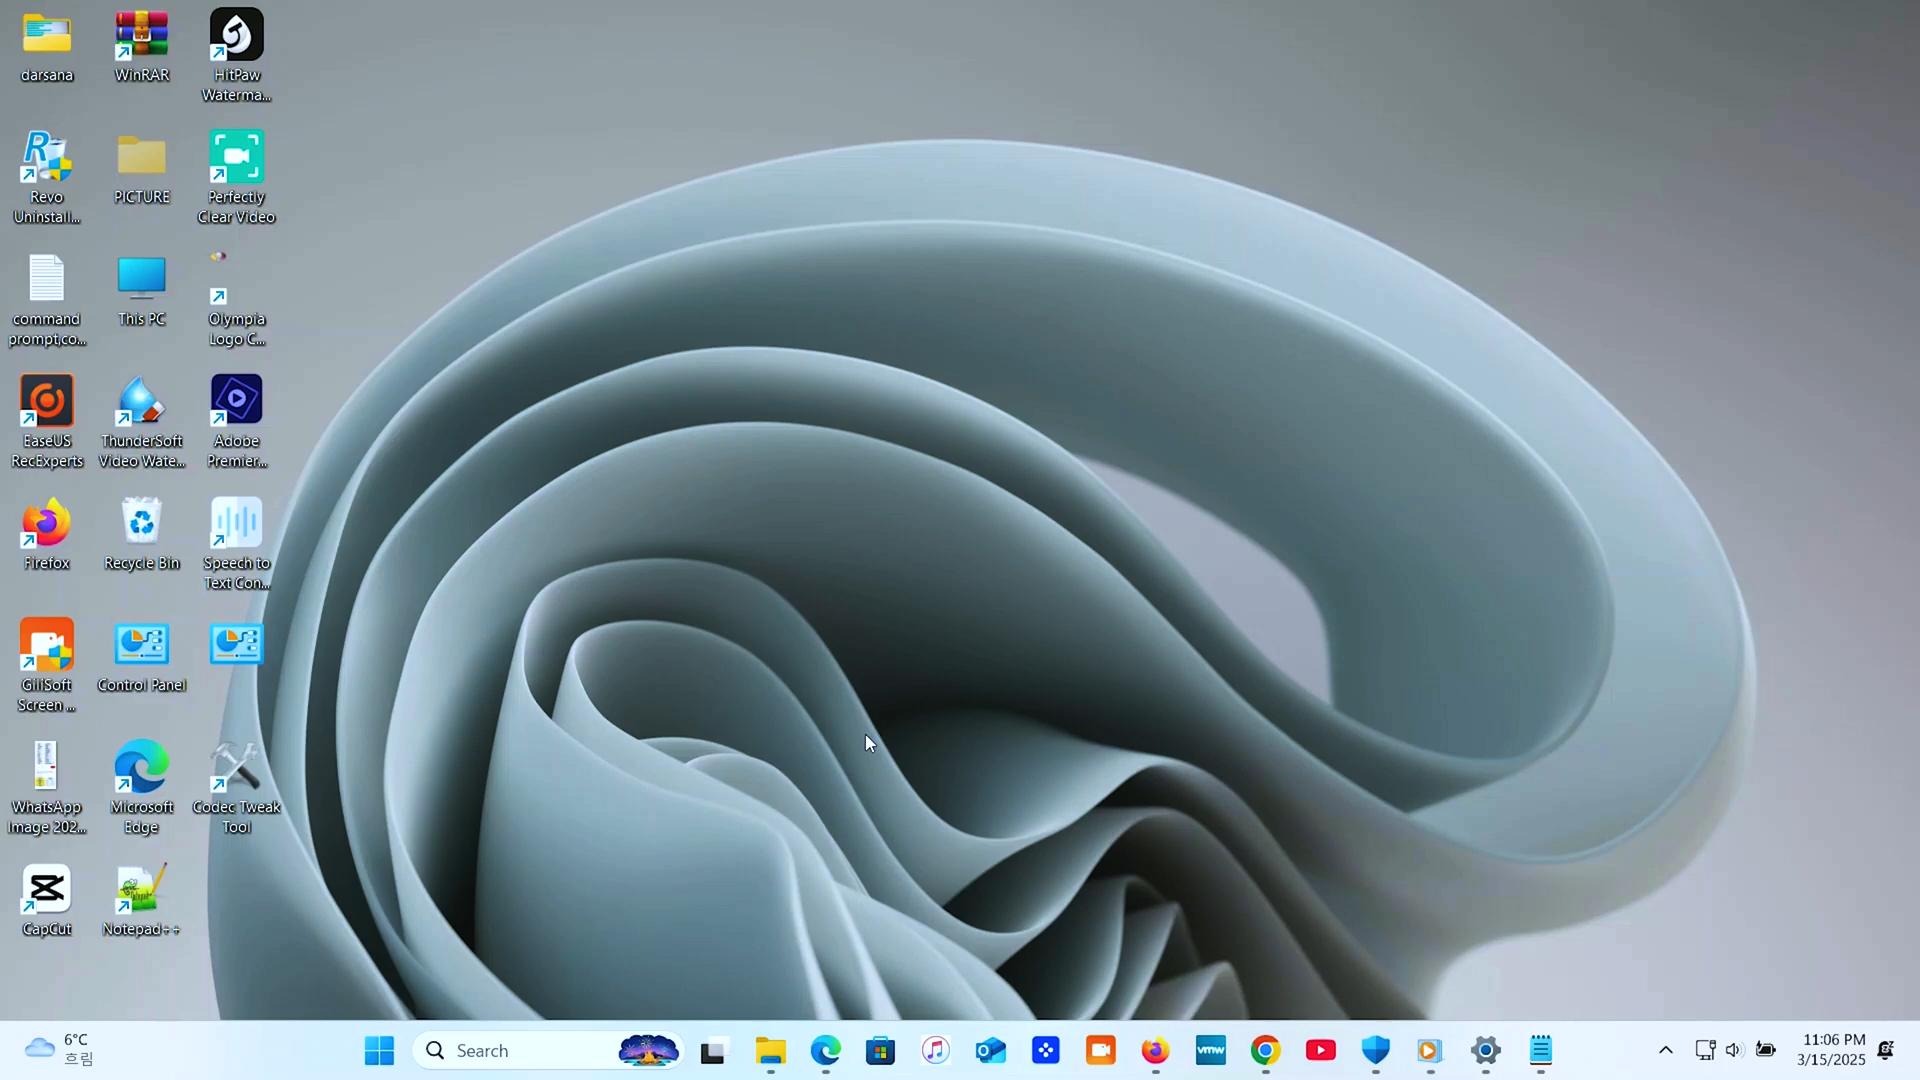 darsana
WinRAR
HitPaw
Waterma...
Revo
Uninstall...
PICTURE
Perfectly
Clear Video
command
prompt,co...
This PC
Olympia
Logo C...
EaseUS
RecExperts
ThunderSoft
Video Wate...
Adobe
Premier...
Firefox
Recycle Bin
Speech to
Text Con...
GiliSoft
Screen ...
Control Panel
WhatsApp
Image 202...
Microsoft
Edge
Codec Tweak
Tool
CapCut
Notepad++
6°C
흐림
Search
vmw
11:06 PM
3/15/2025